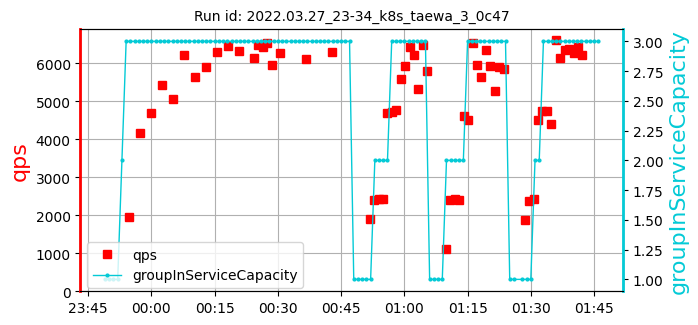 Run id: 2022.03.27_23-34_k8s_taewa_3_0c47
qps
6000
5000
4000
3000
2000
1000
0
3.00
2.75
2.50
2.25
2.00
1.75
1.50
1.25
1.00
groupInServiceCapacity
qps
groupInServiceCapacity
23:45 00:00 00:15 00:30 00:45 01:00 01:15 01:30 01:45